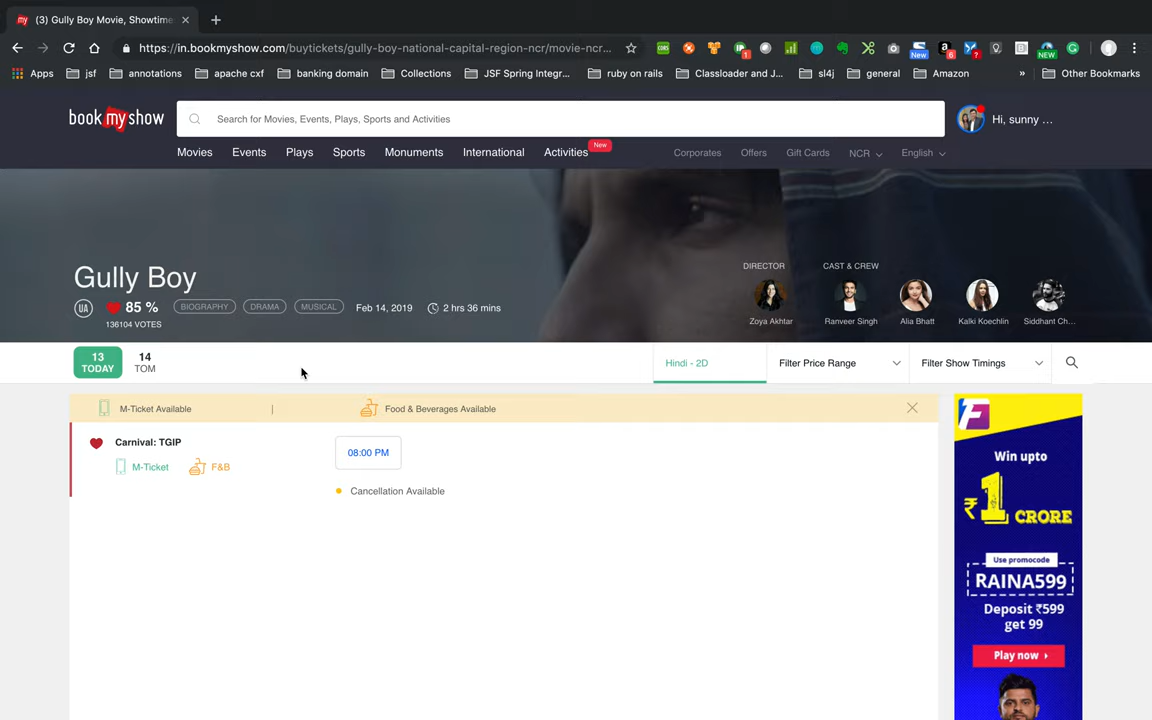 (3) Gully Boy Movie, Showtime
https://in.bookmyshow.com/buytickets/gully-boy-national-capital-region-ncr/movie-ncr...
Apps jsf annotations apache cxf banking domain Collections JSF Spring Integr... ruby on rails Classloader and J... sl4j general Amazon » Other Bookmarks
book my show
Search for Movies, Events, Plays, Sports and Activities
Hi, sunny ...
Movies Events Plays Sports Monuments International Activities New
Corporates Offers Gift Cards NCR English
Gully Boy
UA 85 % BIOGRAPHY DRAMA MUSICAL Feb 14, 2019 2 hrs 36 mins
136104 VOTES
DIRECTOR CAST & CREW
Zoya Akhtar Ranveer Singh Alia Bhatt Kalki Koechlin Siddhant Ch...
13 TODAY
14 TOM
Hindi - 2D Filter Price Range Filter Show Timings
M-Ticket Available | Food & Beverages Available
Carnival: TGIP
M-Ticket F&B
08:00 PM
Cancellation Available
Win upto
₹1
CRORE
Use promocode
RAINA599
Deposit ₹599
get 99
Play now